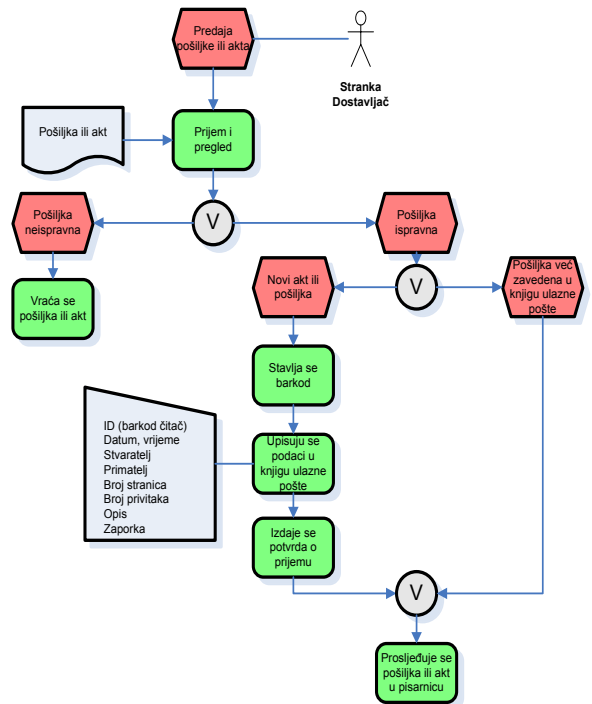 Predaja
pošiljke ili akta
Stranka
Dostavljač
Pošiljka ili akt
Prijem i
pregled
V
Pošiljka
neispravna
Pošiljka
ispravna
Vraća se
pošiljka ili akt
Novi akt ili
pošiljka
V
Pošiljka već
zavedena u
knjigu ulazne
pošte
Stavlja se
barkod
ID (barkod čitač)
Datum, vrijeme
Stvaratelj
Primatelj
Broj stranica
Broj privitaka
Opis
Zaporka
Upisuju se
podaci u
knjigu ulazne
pošte
Izdaje se
potvrda o
prijemu
V
Prosljeđuje se
pošiljka ili akt
u pisarnicu